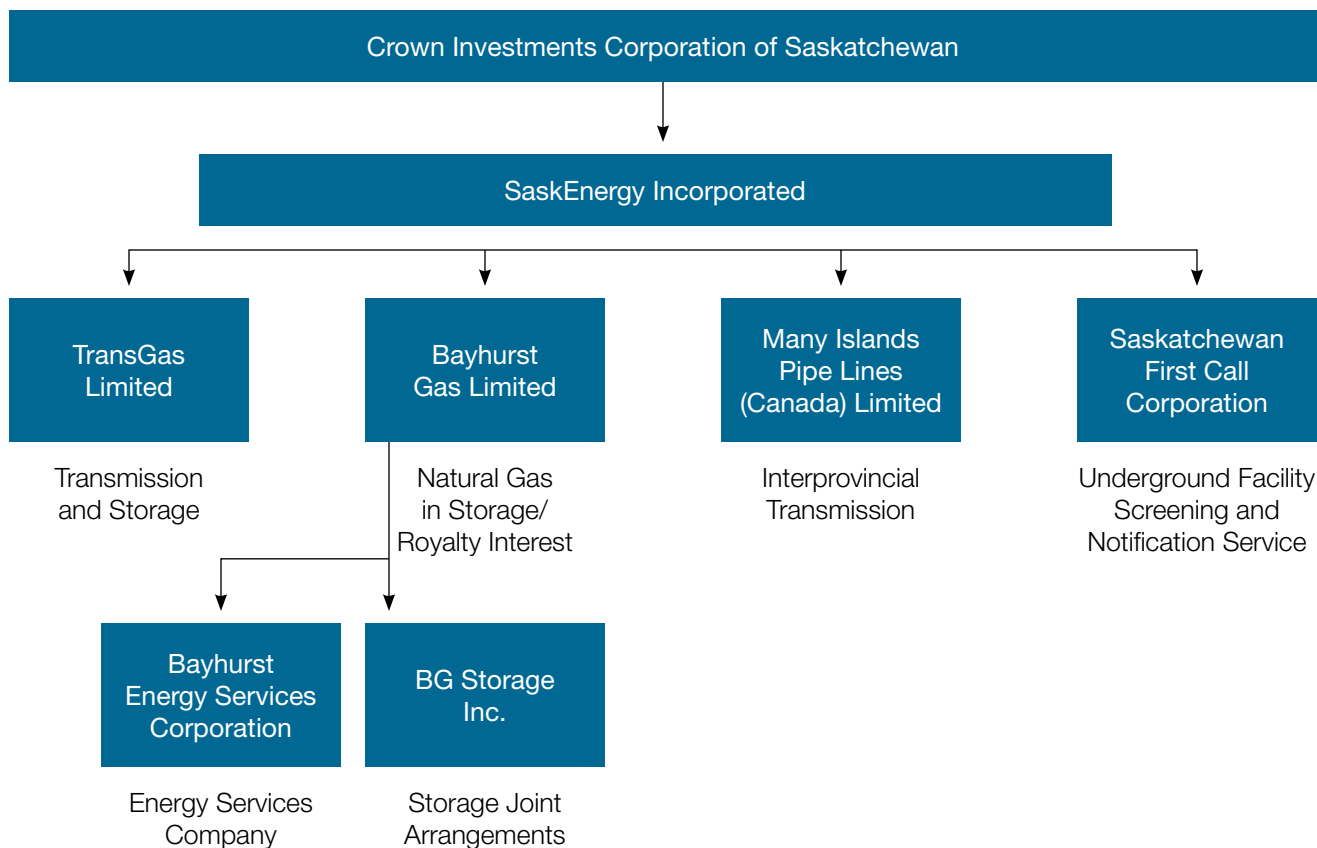 Crown Investments Corporation of Saskatchewan
SaskEnergy Incorporated
TransGas
Limited
Transmission
and Storage
Bayhurst
Gas Limited
Natural Gas
in Storage/
Royalty Interest
Many Islands
Pipe Lines
(Canada) Limited
Interprovincial
Transmission
Saskatchewan
First Call
Corporation
Underground Facility
Screening and
Notification Service
Bayhurst
Energy Services
Corporation
Energy Services
Company
BG Storage
Inc.
Storage Joint
Arrangements